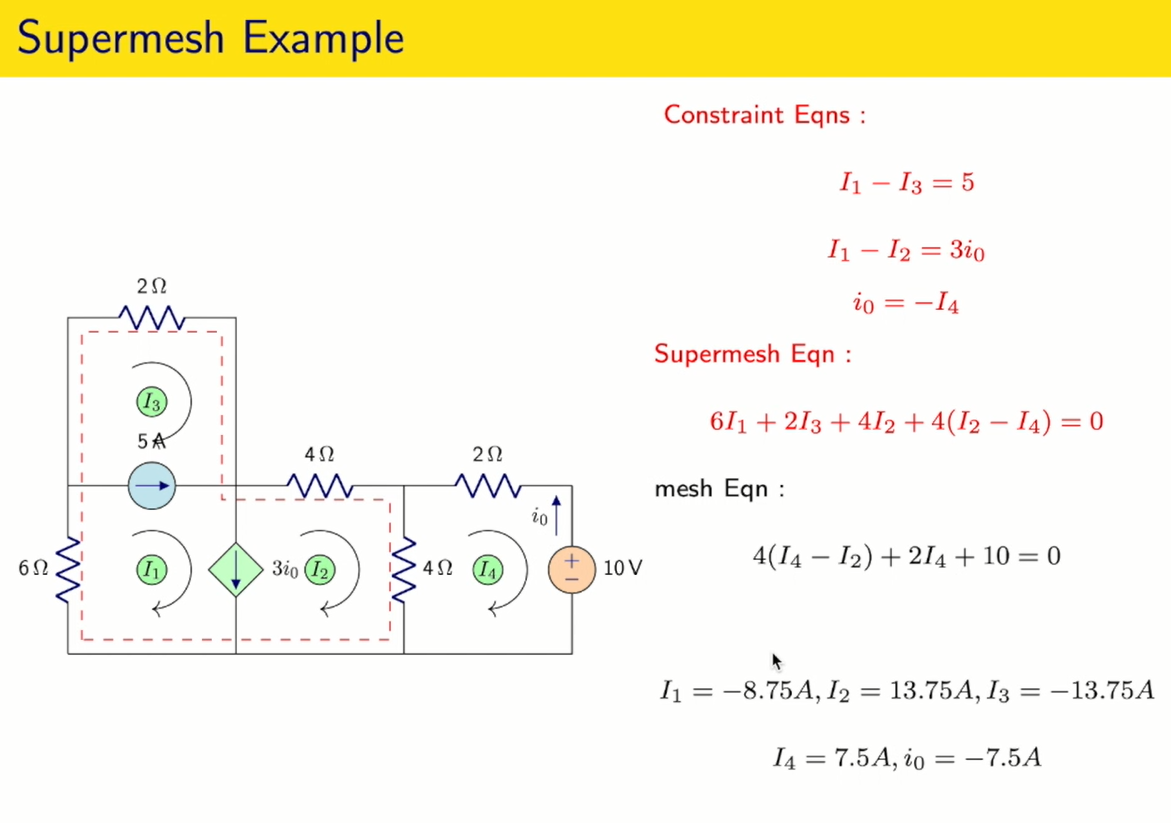 Supermesh Example
Constraint Eqns :
I₁ − I₃ = 5
I₁ − I₂ = 3i₀
i₀ = −I₄
Supermesh Eqn :
6I₁ + 2I₃ + 4I₂ + 4(I₂ − I₄) = 0
mesh Eqn :
4(I₄ − I₂) + 2I₄ + 10 = 0
I₁ = −8.75A, I₂ = 13.75A, I₃ = −13.75A
I₄ = 7.5A, i₀ = −7.5A
2 Ω
I₃
5 A
4 Ω
2 Ω
i₀
6 Ω
I₁
3i₀
I₂
4 Ω
I₄
+
−
10 V